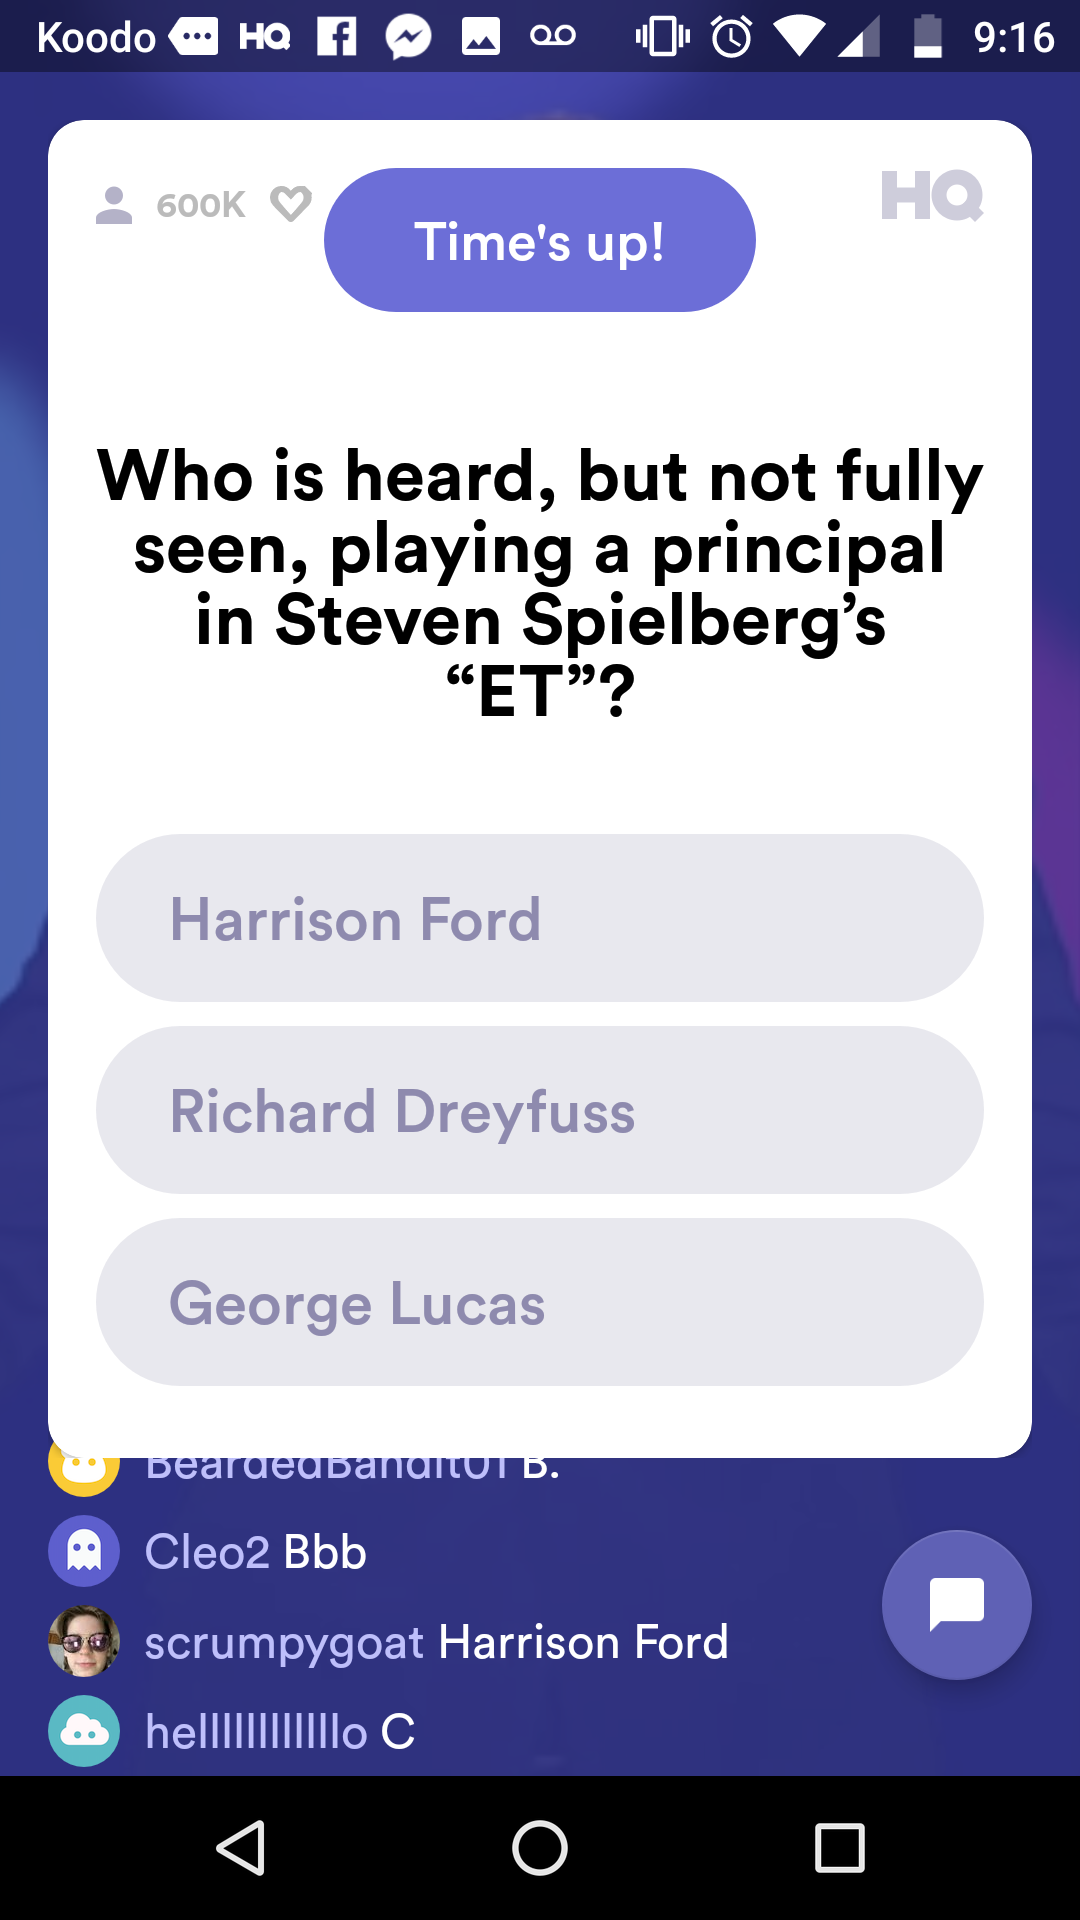 Koodo HQ 9:16
600K Time's up! HQ
Who is heard, but not fully
seen, playing a principal
in Steven Spielberg’s
“ET”?
Harrison Ford
Richard Dreyfuss
George Lucas
BeardedBandit01 B.
Cleo2 Bbb
scrumpygoat Harrison Ford
helllllllllllo C